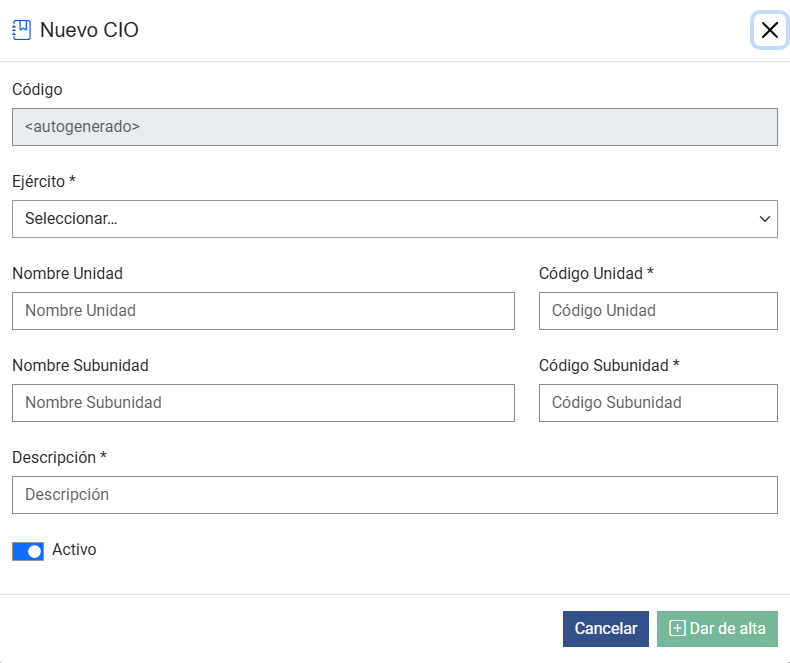 Nuevo CIO
Código
<autogenerado>
Ejército *
Seleccionar...
Nombre Unidad Código Unidad *
Nombre Unidad Código Unidad
Nombre Subunidad Código Subunidad *
Nombre Subunidad Código Subunidad
Descripción *
Descripción
Activo
Cancelar Dar de alta